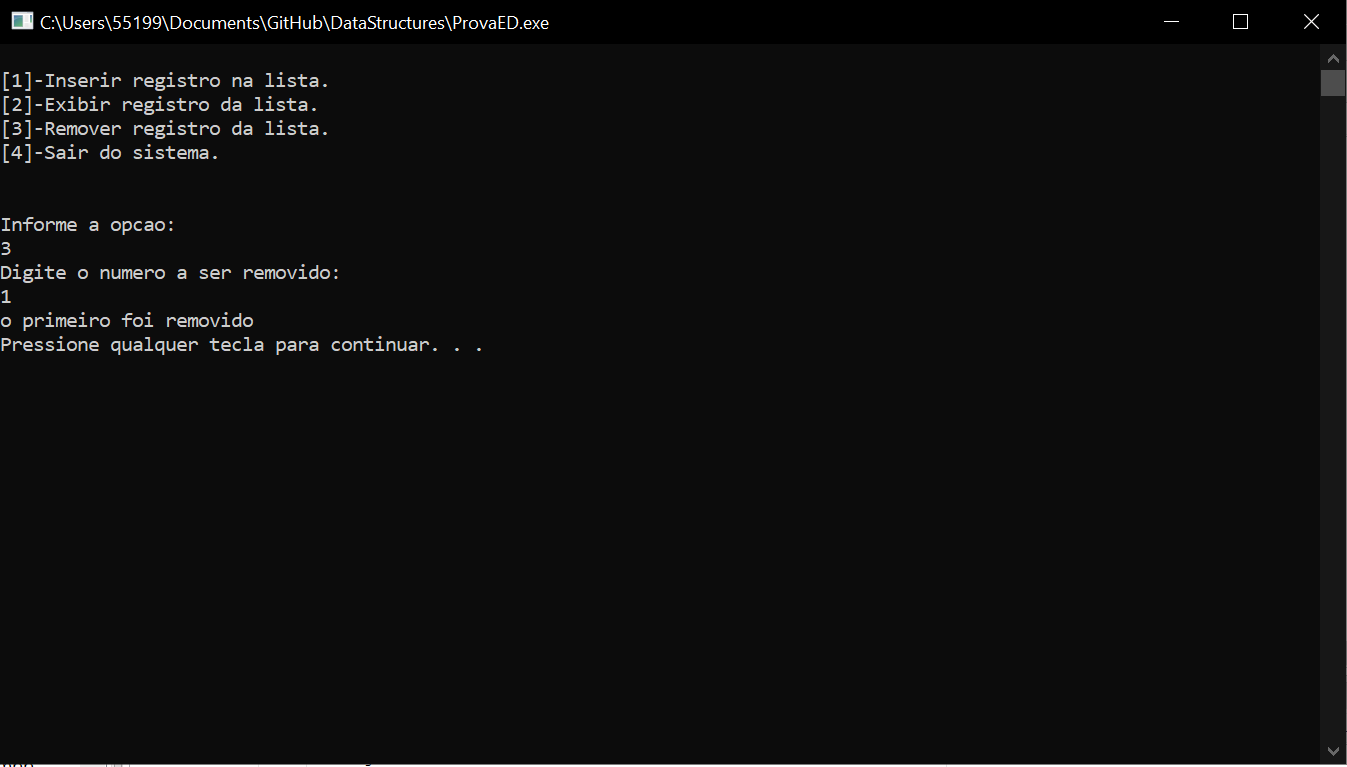 C:\Users\55199\Documents\GitHub\DataStructures\ProvaED.exe
[1]-Inserir registro na lista.
[2]-Exibir registro da lista.
[3]-Remover registro da lista.
[4]-Sair do sistema.
Informe a opcao:
3
Digite o numero a ser removido:
1
o primeiro foi removido
Pressione qualquer tecla para continuar. . .